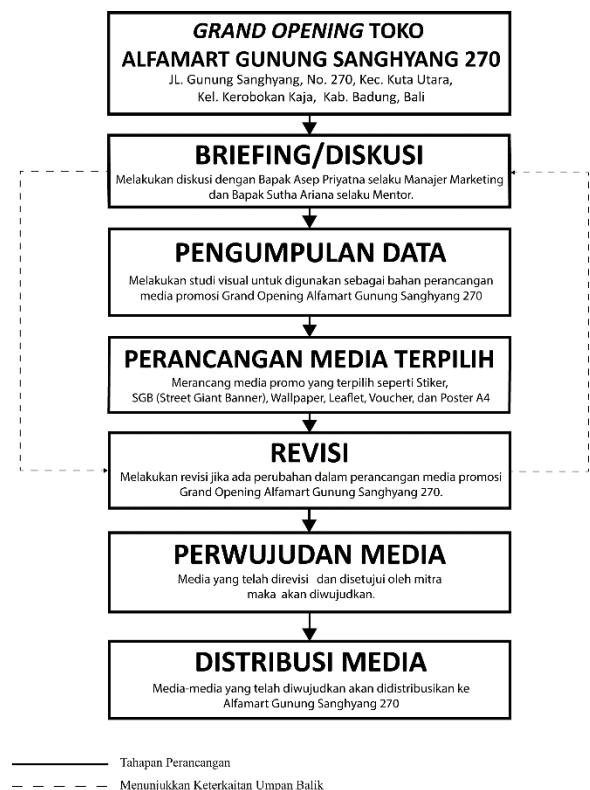 GRAND OPENING TOKO
ALFAMART GUNUNG SANGHYANG 270
JL. Gunung Sanghyang, No. 270, Kec. Kuta Utara,
Kel. Kerobokan Kaja, Kab. Badung, Bali
BRIEFING/DISKUSI
Melakukan diskusi dengan Bapak Asep Priyatna selaku Manajer Marketing
dan Bapak Sutha Ariana selaku Mentor.
PENGUMPULAN DATA
Melakukan studi visual untuk digunakan sebagai bahan perancangan
media promosi Grand Opening Alfamart Gunung Sanghyang 270
PERANCANGAN MEDIA TERPILIH
Merancang media promo yang terpilih seperti Stiker,
SGB (Street Giant Banner), Wallpaper, Leaflet, Voucher, dan Poster A4
REVISI
Melakukan revisi jika ada perubahan dalam perancangan media promosi
Grand Opening Alfamart Gunung Sanghyang 270.
PERWUJUDAN MEDIA
Media yang telah direvisi dan disetujui oleh mitra
maka akan diwujudkan.
DISTRIBUSI MEDIA
Media-media yang telah diwujudkan akan didistribusikan ke
Alfamart Gunung Sanghyang 270
Tahapan Perancangan
Menunjukkan Keterkaitan Umpan Balik